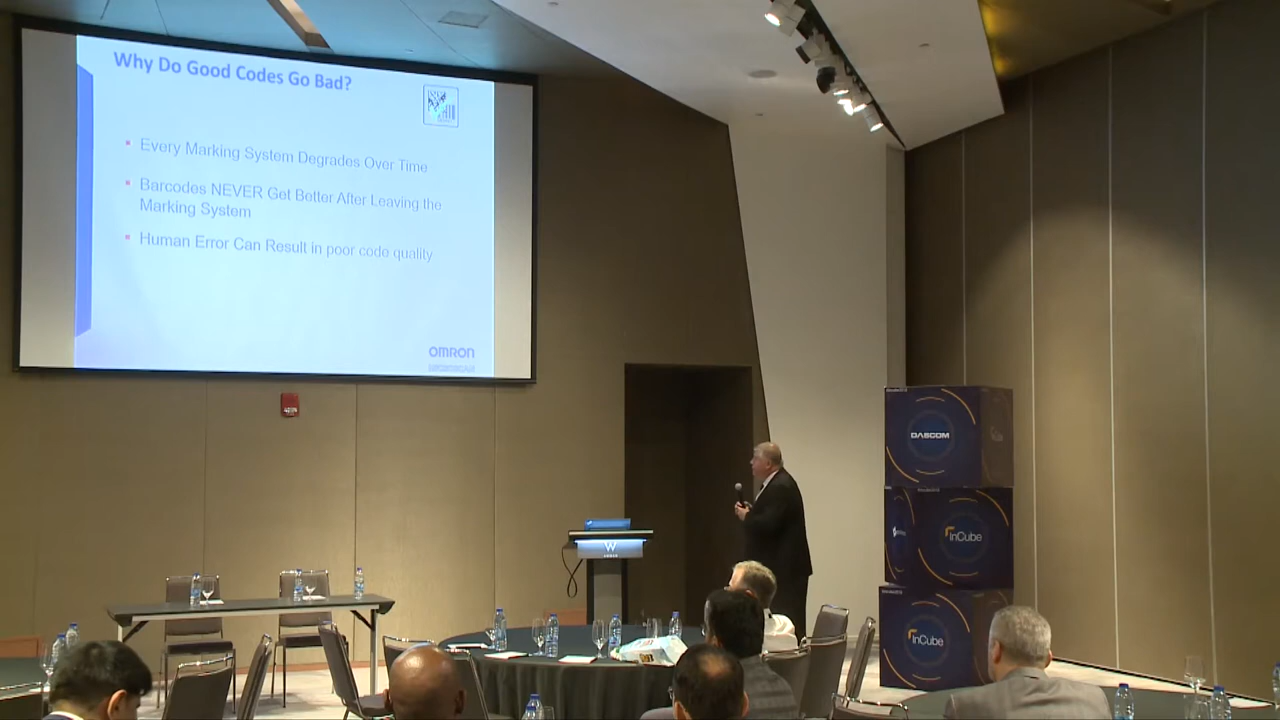 Why Do Good Codes Go Bad?
Every Marking System Degrades Over Time
Barcodes NEVER Get Better After Leaving the
Marking System
Human Error Can Result in poor code quality
OMRON
W
DASCOM
InCube
InCube